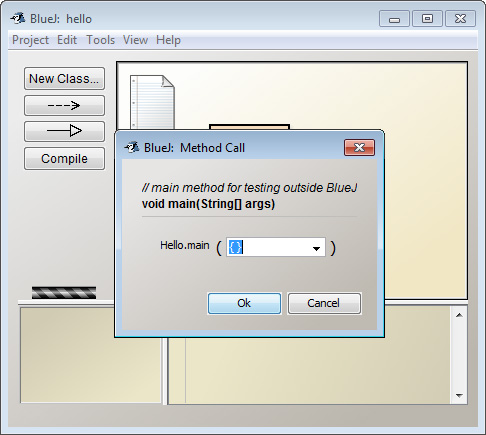 BlueJ: hello
Project Edit Tools View Help
New Class...
Compile
BlueJ: Method Call
// main method for testing outside BlueJ
void main(String[] args)
Hello.main ( {} )
Ok Cancel